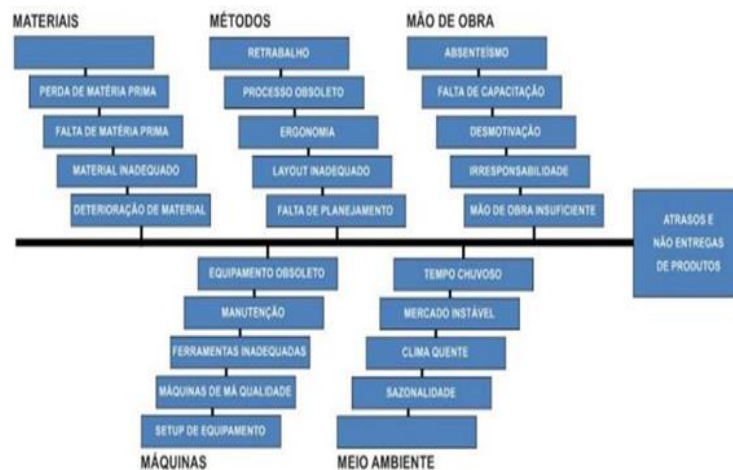 MATERIAIS
MÉTODOS
MÃO DE OBRA
PERDA DE MATÉRIA PRIMA
FALTA DE MATÉRIA PRIMA
MATERIAL INADEQUADO
DETERIORAÇÃO DE MATERIAL
RETRABALHO
PROCESSO OBSOLETO
ERGONOMIA
LAYOUT INADEQUADO
FALTA DE PLANEJAMENTO
ABSENTEÍSMO
FALTA DE CAPACITAÇÃO
DESMOTIVAÇÃO
IRRESPONSABILIDADE
MÃO DE OBRA INSUFICIENTE
ATRASOS E
NÃO ENTREGAS
DE PRODUTOS
EQUIPAMENTO OBSOLETO
MANUTENÇÃO
FERRAMENTAS INADEQUADAS
MÁQUINAS DE MÁ QUALIDADE
SETUP DE EQUIPAMENTO
TEMPO CHUVOSO
MERCADO INSTÁVEL
CLIMA QUENTE
SAZONALIDADE
MÁQUINAS
MEIO AMBIENTE